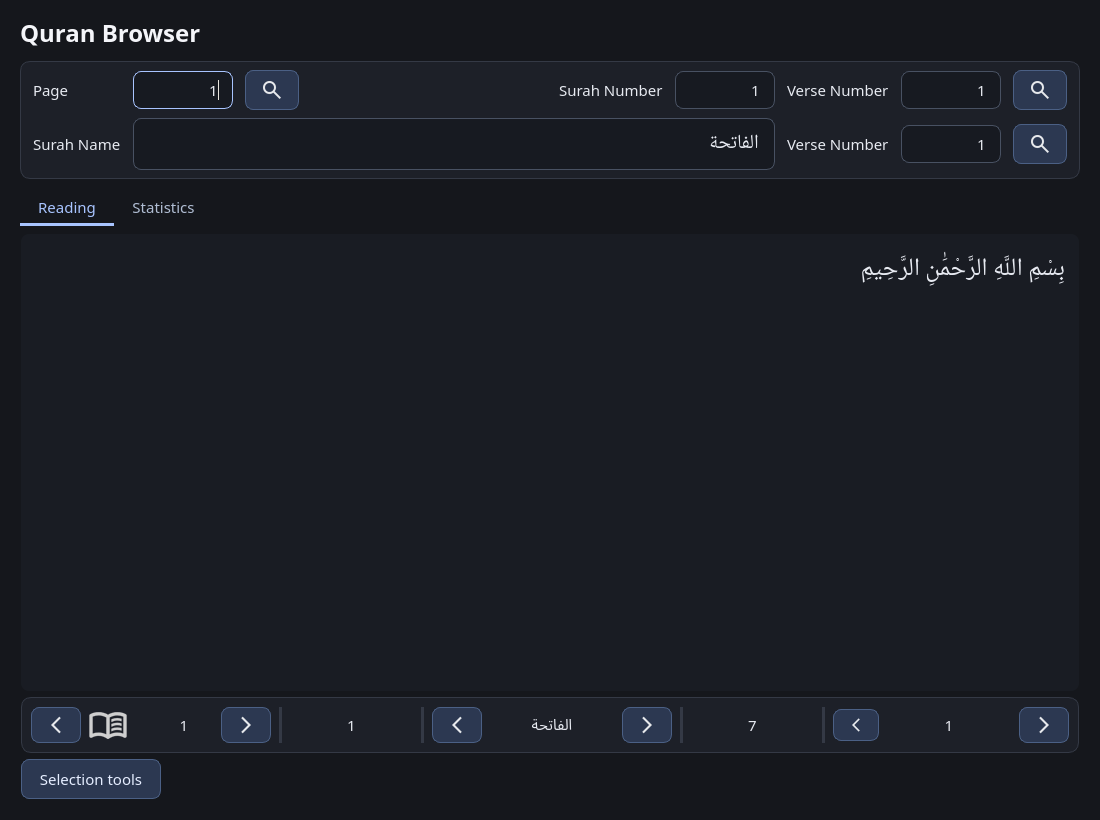 Quran Browser
Page 1 Surah Number 1 Verse Number 1
Surah Name الفاتحة Verse Number 1
Reading Statistics
بِسْمِ اللَّهِ الرَّحْمَٰنِ الرَّحِيمِ
1 1 الفاتحة 7 1
Selection tools